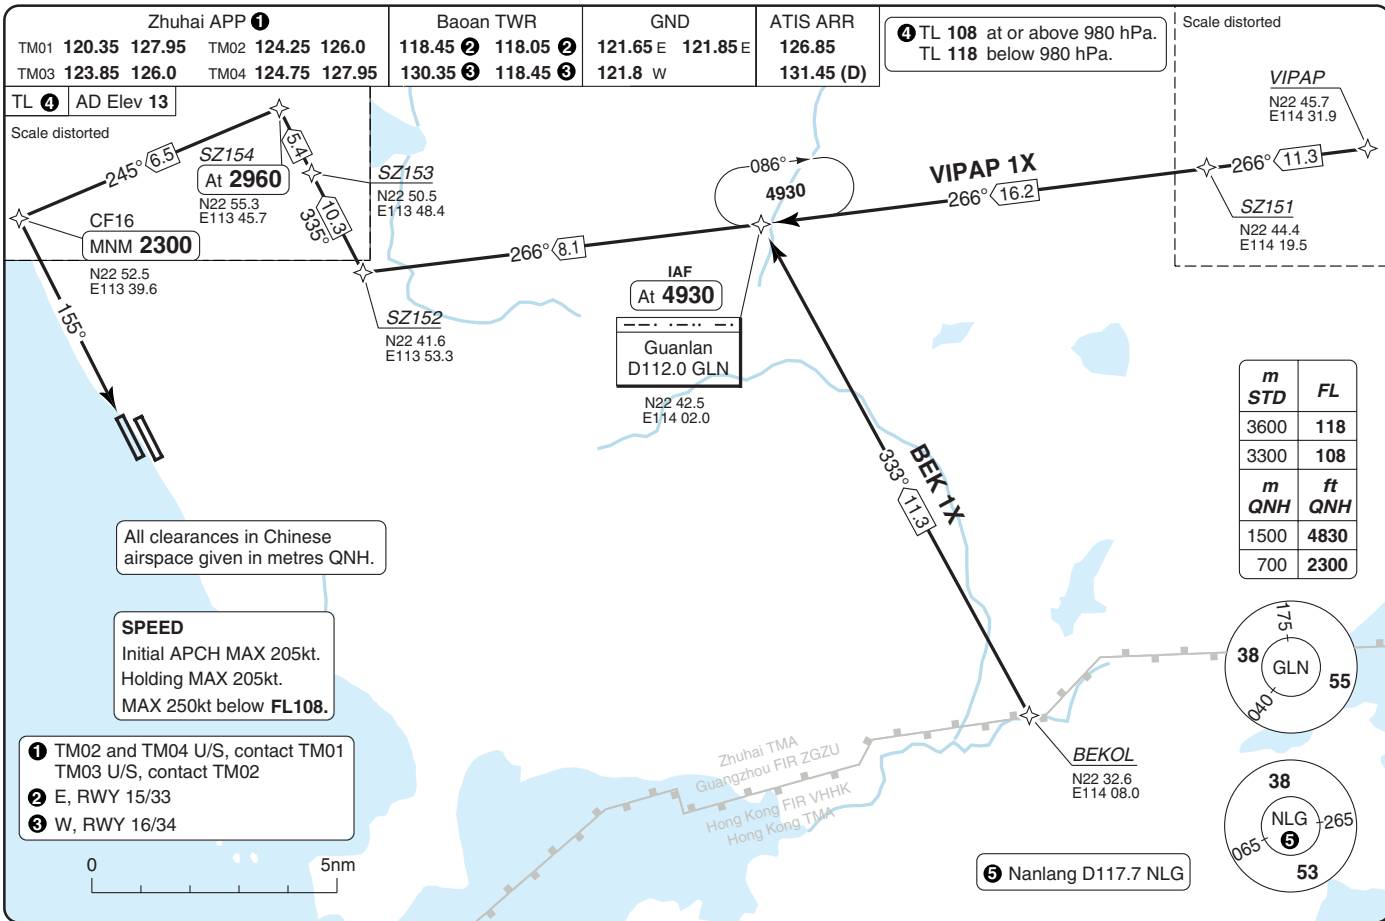 Zhuhai APP ❶
TM01 120.35 127.95 TM02 124.25 126.0
TM03 123.85 126.0 TM04 124.75 127.95
Baoan TWR
118.45 ❷ 118.05 ❷
130.35 ❸ 118.45 ❸
GND
121.65 E 121.85 E
121.8 W
ATIS ARR
126.85
131.45 (D)
❹ TL 108 at or above 980 hPa.
TL 118 below 980 hPa.
Scale distorted
TL ❹ AD Elev 13
Scale distorted
VIPAP
N22 45.7
E114 31.9
245° 6.5
5.4
SZ154
At 2960
N22 55.3
E113 45.7
SZ153
N22 50.5
E113 48.4
10.3
335°
CF16
MNM 2300
N22 52.5
E113 39.6
155°
086°
4930
VIPAP 1X
266° 16.2
266° 11.3
SZ151
N22 44.4
E114 19.5
266° 8.1
SZ152
N22 41.6
E113 53.3
IAF
At 4930
Guanlan
D112.0 GLN
N22 42.5
E114 02.0
BEK 1X
333° 11.3
m
STD
FL
3600 118
3300 108
m
QNH
ft
QNH
1500 4830
700 2300
All clearances in Chinese
airspace given in metres QNH.
SPEED
Initial APCH MAX 205kt.
Holding MAX 205kt.
MAX 250kt below FL108.
175
38
GLN
55
040
BEKOL
N22 32.6
E114 08.0
Zhuhai TMA
Guangzhou FIR ZGZU
Hong Kong FIR VHHK
Hong Kong TMA
❶ TM02 and TM04 U/S, contact TM01
TM03 U/S, contact TM02
❷ E, RWY 15/33
❸ W, RWY 16/34
0 5nm
38
NLG
❺
265
065
53
❺ Nanlang D117.7 NLG